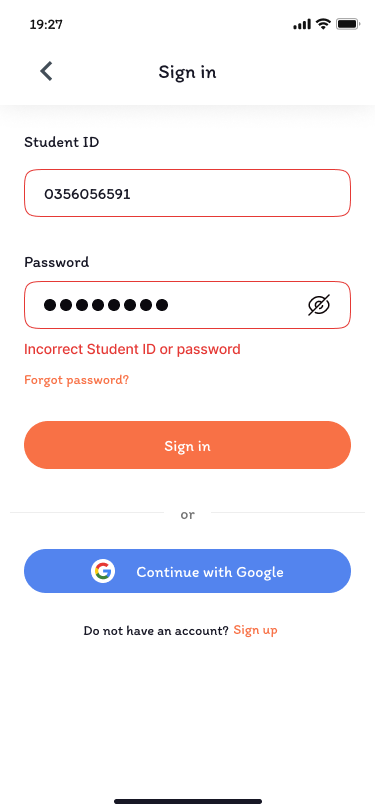 19:27
Sign in
Student ID
0356056591
Password
Incorrect Student ID or password
Forgot password?
Sign in
or
Continue with Google
Do not have an account? Sign up